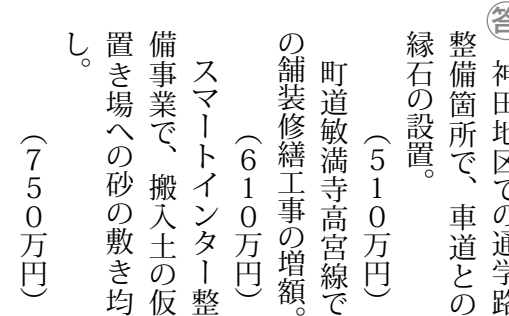 答 神田地区での通学路
整備箇所で、車道との
縁石の設置。
（５１０万円）
町道敏満寺高宮線で
の舗装修繕工事の増額。
（６１０万円）
スマートインター整
備事業で、搬入土の仮
置き場への砂の敷き均
し。
（７５０万円）